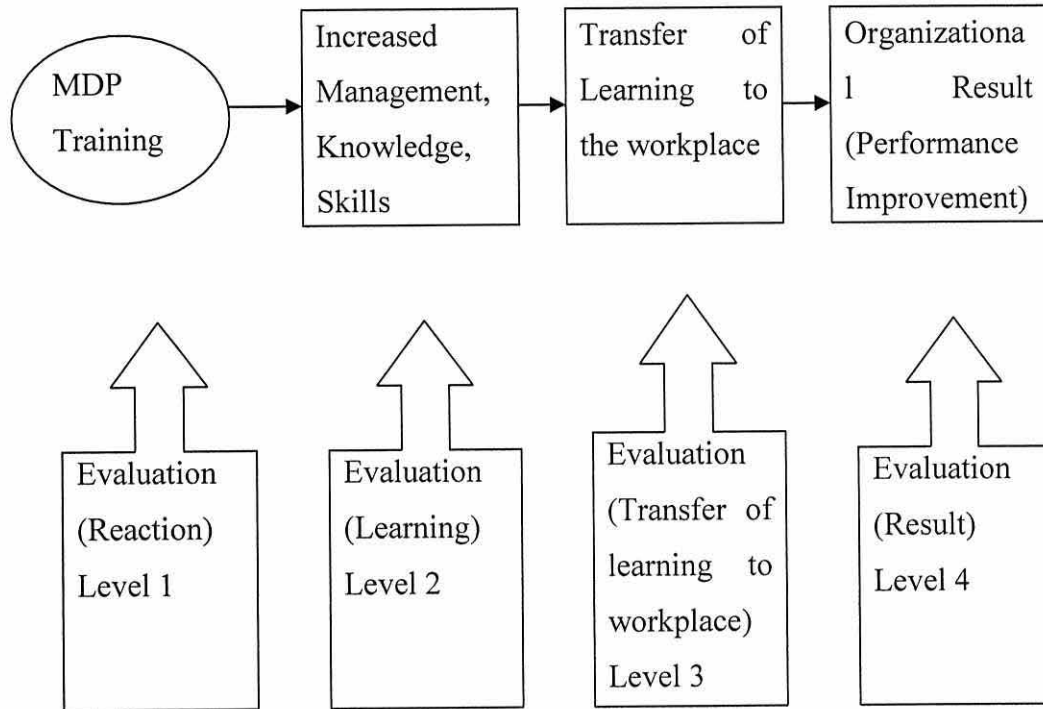 MDP
Training
Increased
Management,
Knowledge,
Skills
Transfer of
Learning to
the workplace
Organizationa
l Result
(Performance
Improvement)
Evaluation
(Reaction)
Level 1
Evaluation
(Learning)
Level 2
Evaluation
(Transfer of
learning to
workplace)
Level 3
Evaluation
(Result)
Level 4